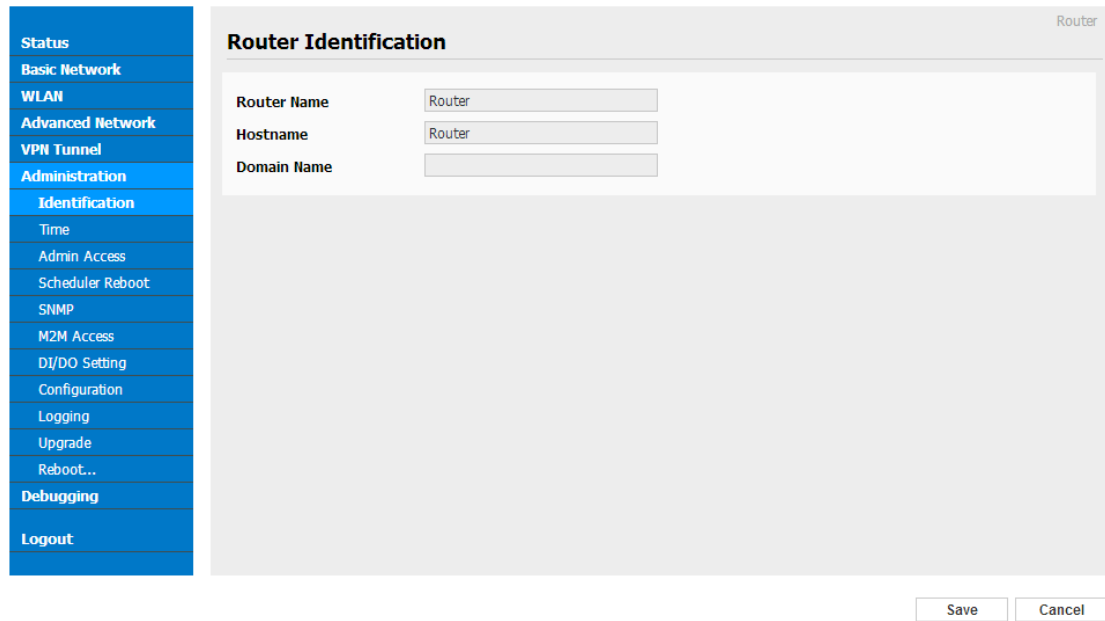 Router
Status
Basic Network
WLAN
Advanced Network
VPN Tunnel
Administration
Identification
Time
Admin Access
Scheduler Reboot
SNMP
M2M Access
DI/DO Setting
Configuration
Logging
Upgrade
Reboot...
Debugging
Logout
Router Identification
Router Name Router
Hostname Router
Domain Name
Save Cancel